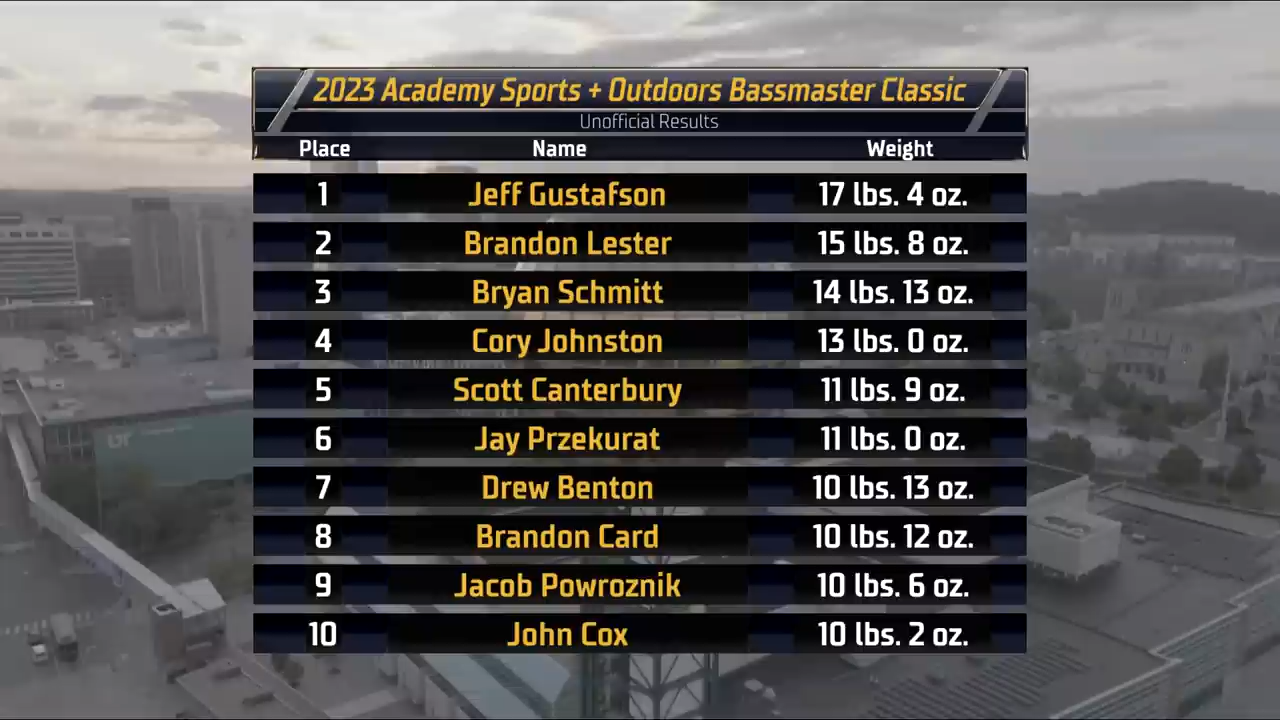 2023 Academy Sports + Outdoors Bassmaster Classic
Unofficial Results
Place Name Weight
1 Jeff Gustafson 17 lbs. 4 oz.
2 Brandon Lester 15 lbs. 8 oz.
3 Bryan Schmitt 14 lbs. 13 oz.
4 Cory Johnston 13 lbs. 0 oz.
5 Scott Canterbury 11 lbs. 9 oz.
6 Jay Przekurat 11 lbs. 0 oz.
7 Drew Benton 10 lbs. 13 oz.
8 Brandon Card 10 lbs. 12 oz.
9 Jacob Powroznik 10 lbs. 6 oz.
10 John Cox 10 lbs. 2 oz.